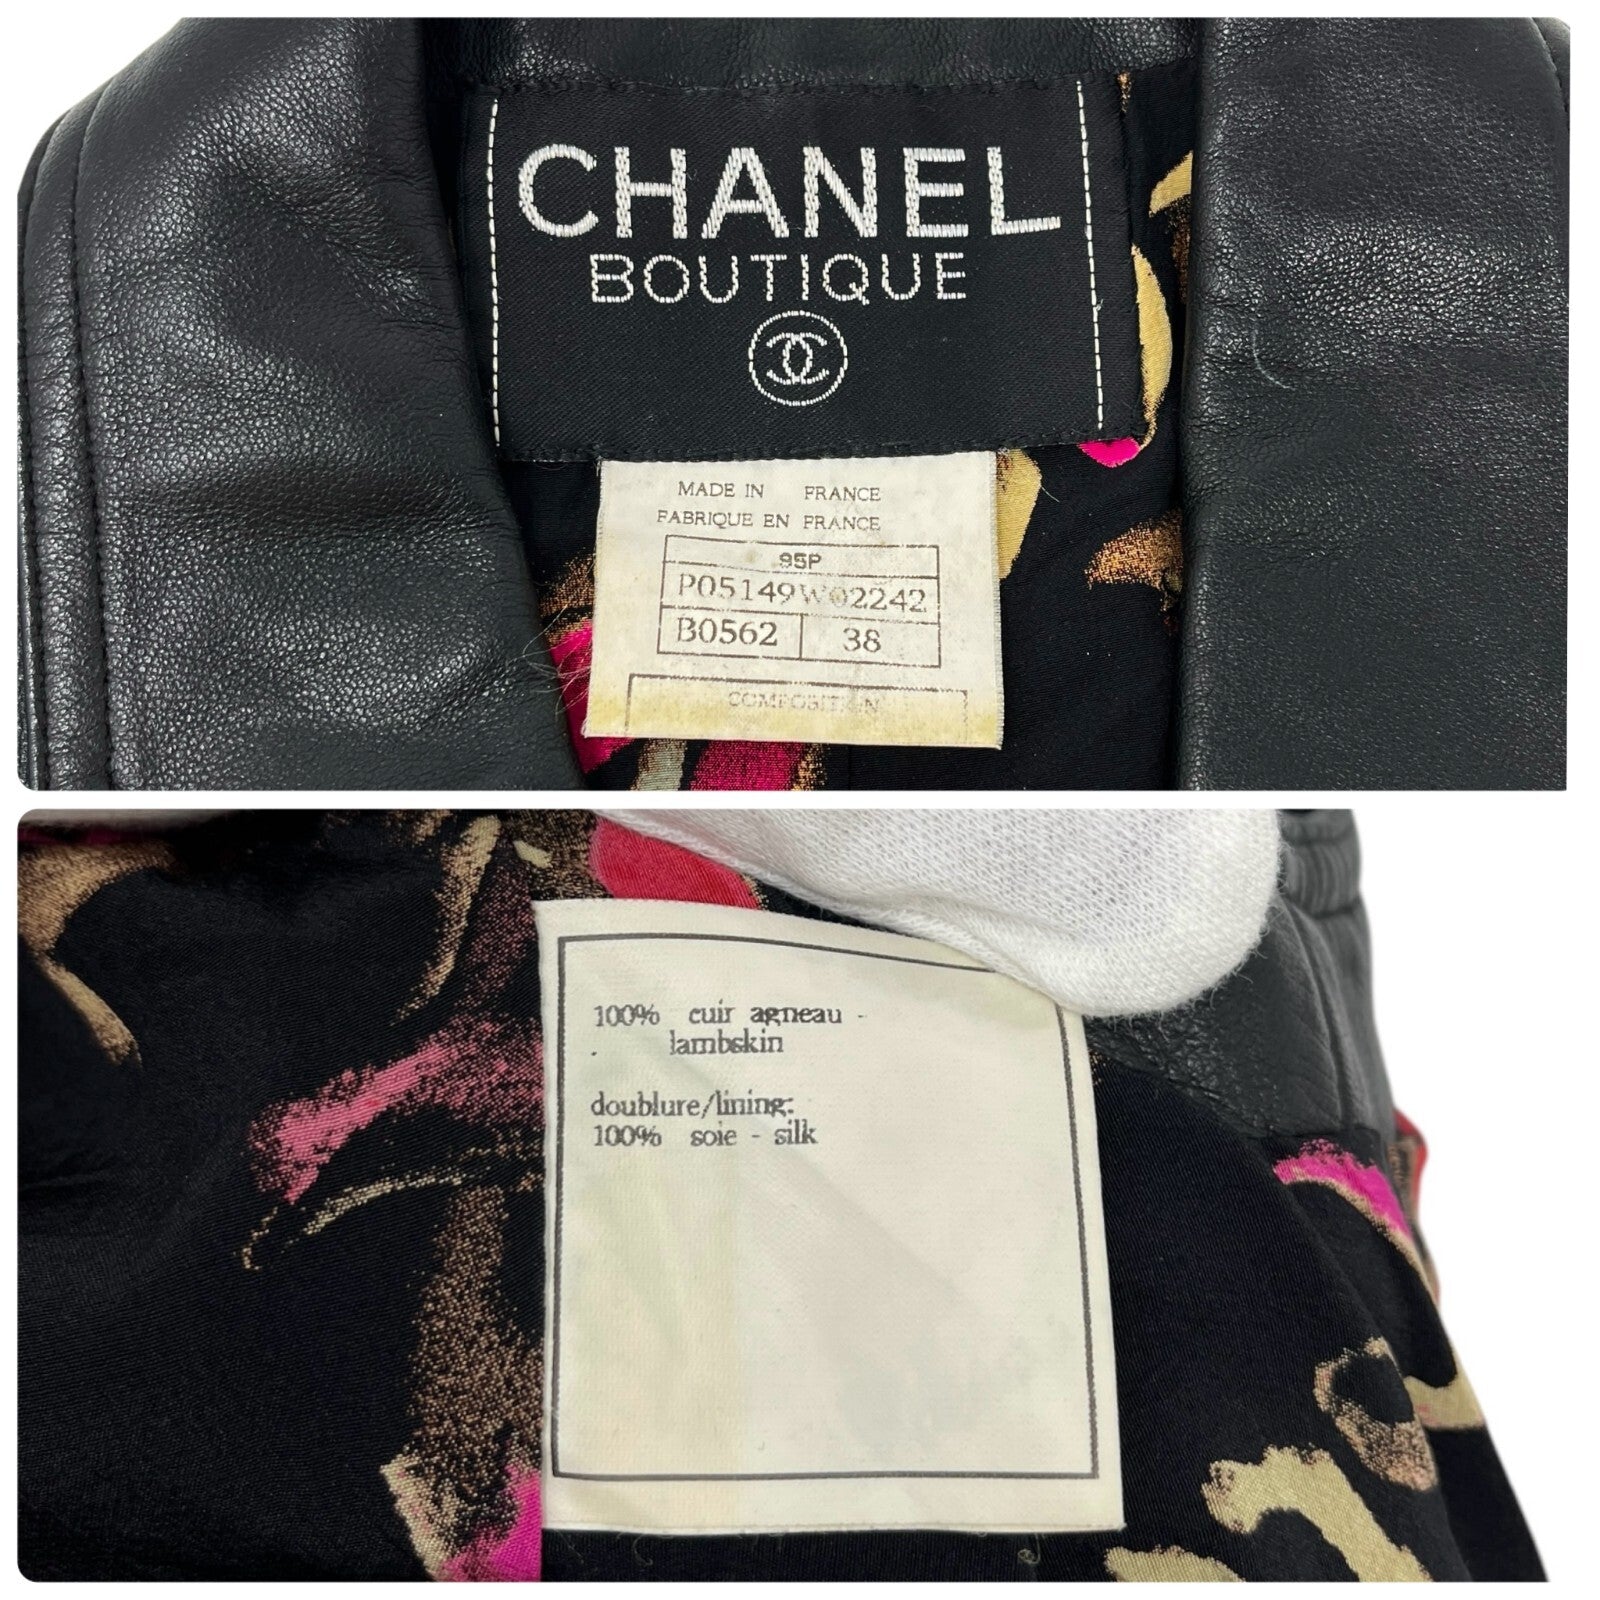 CHANEL
BOUTIQUE
MADE IN FRANCE
FABRIQUE EN FRANCE
95P
P05149W02242
B0562 38
COMPOSITION
100% cuir agneau -
lambskin
doublure/lining:
100% soie - silk